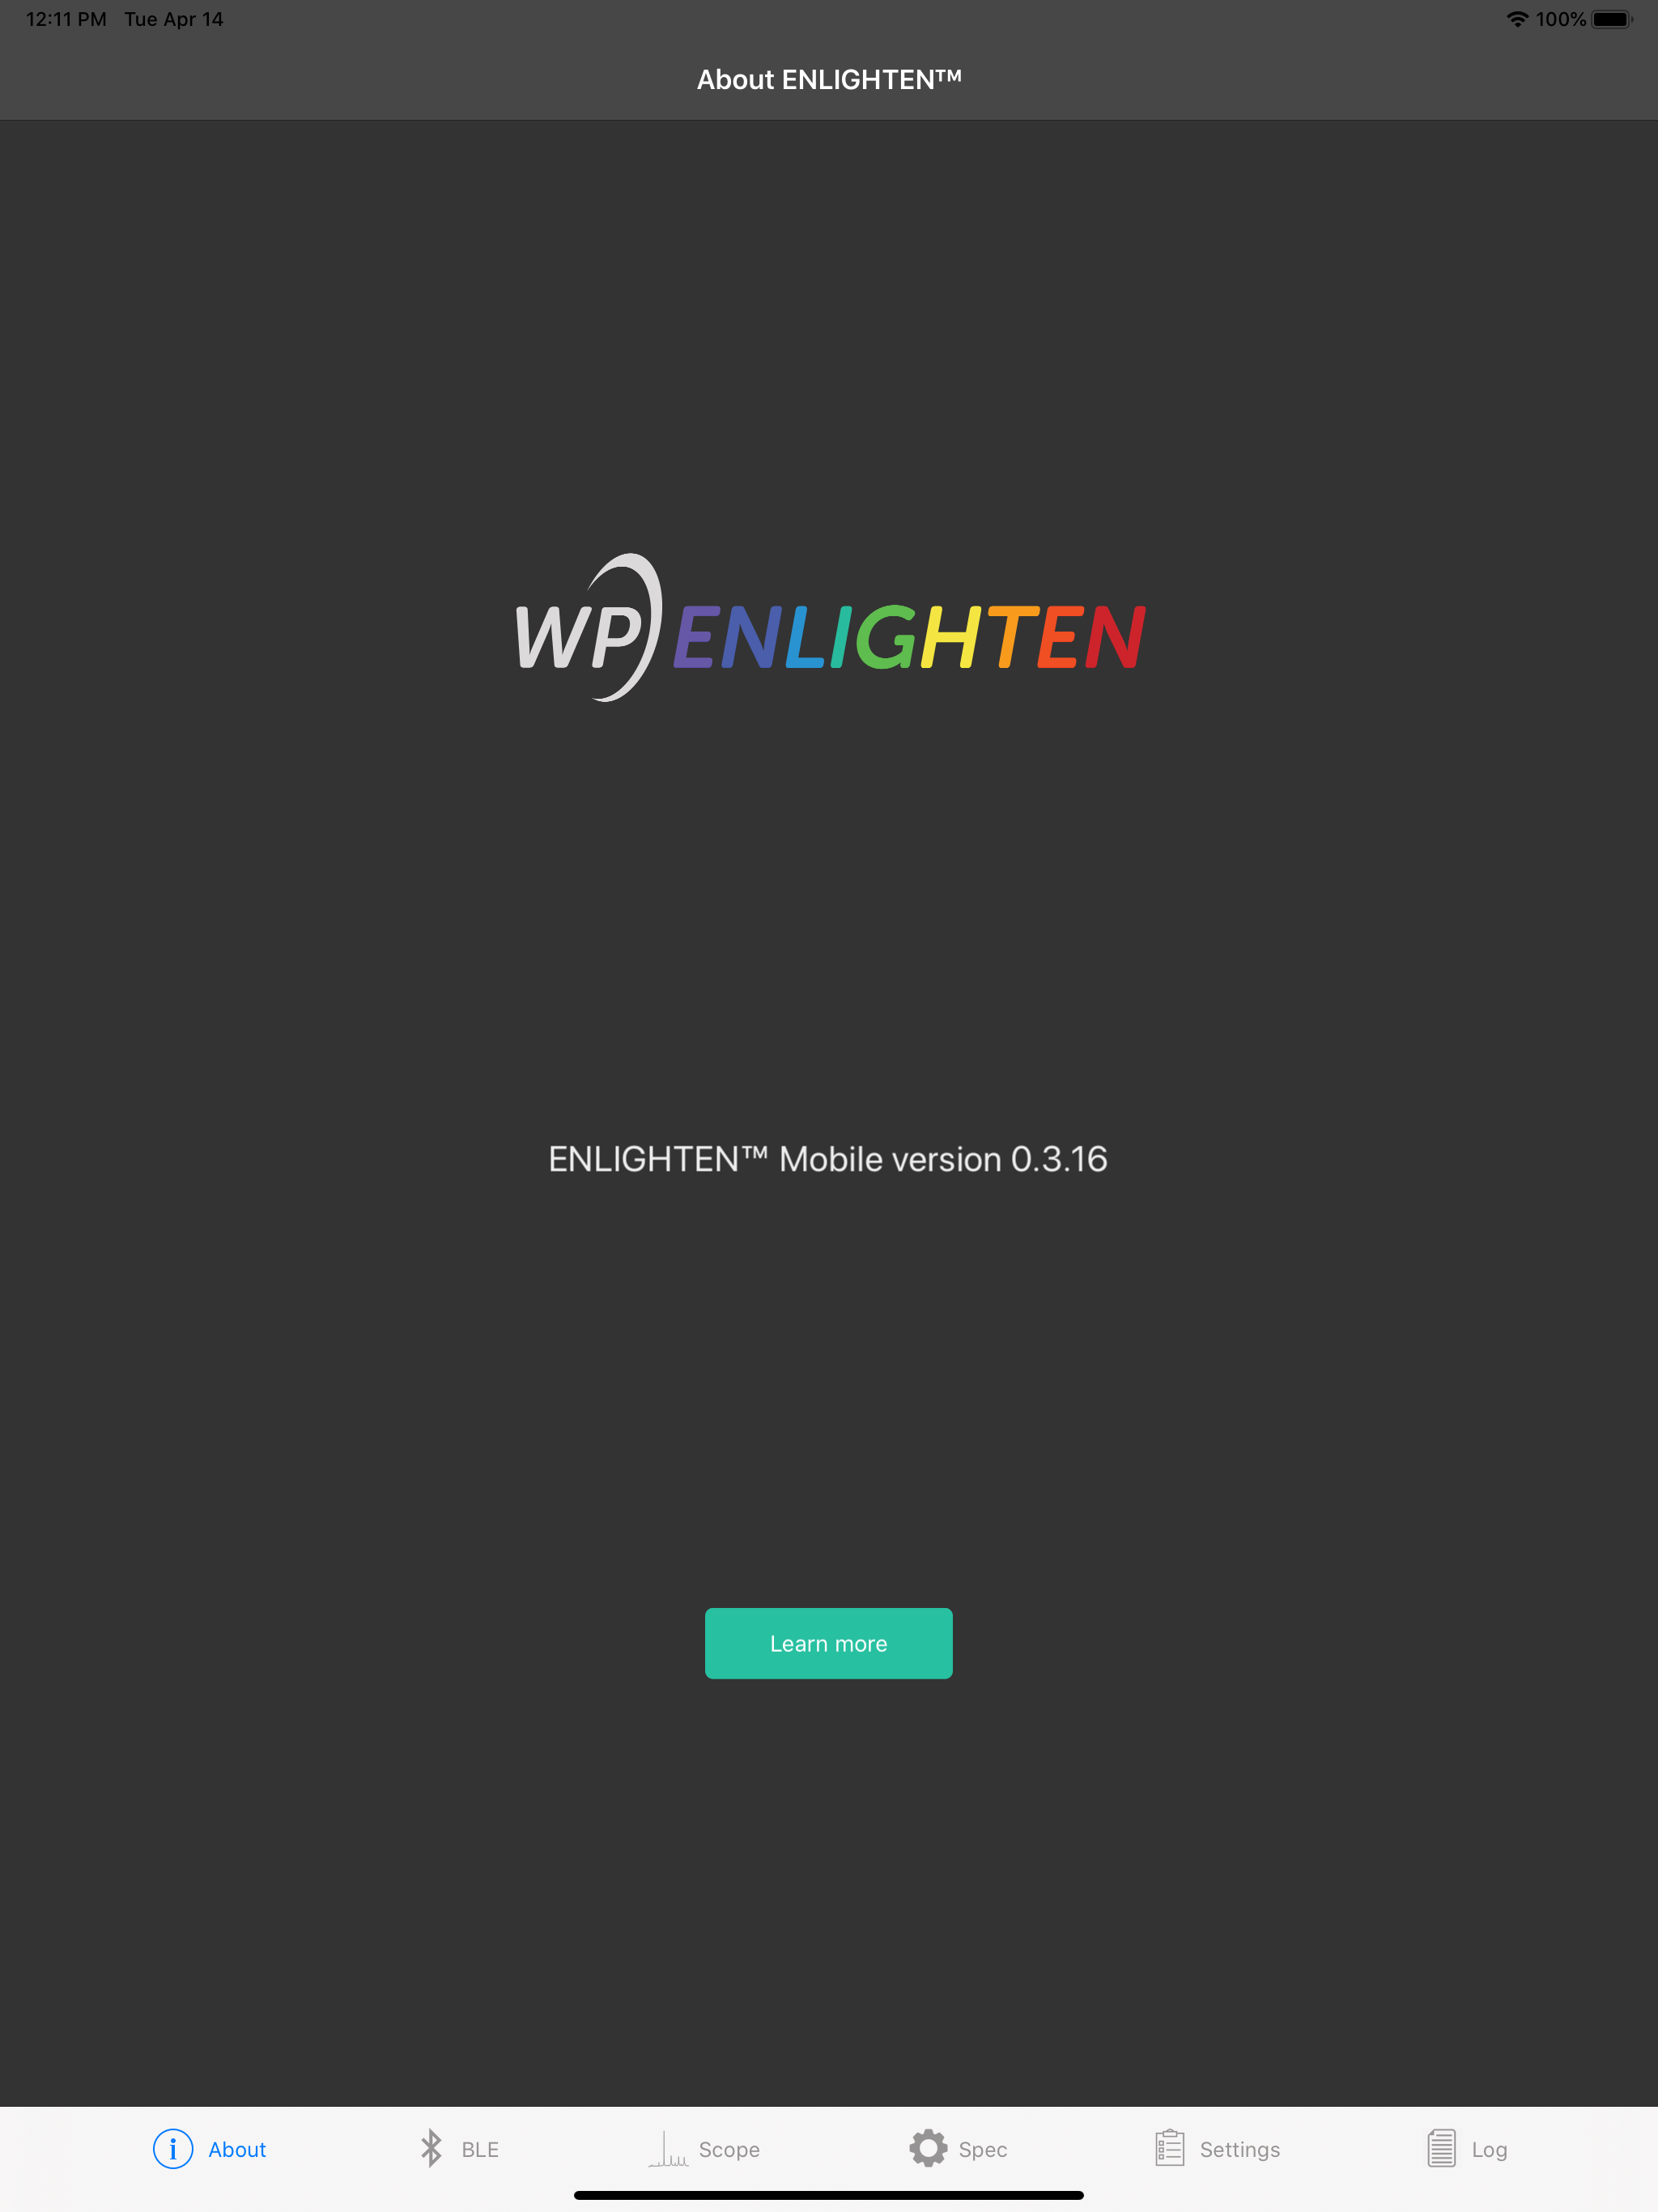 12:11 PM Tue Apr 14 100%
About ENLIGHTEN™
WP ENLIGHTEN
ENLIGHTEN™ Mobile version 0.3.16
Learn more
About BLE Scope Spec Settings Log